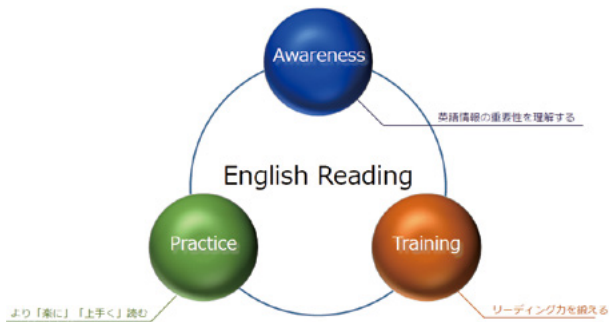 Awareness
英語情報の重要性を理解する
English Reading
Practice
Training
より「楽に」「上手く」読む
リーディング力を鍛える